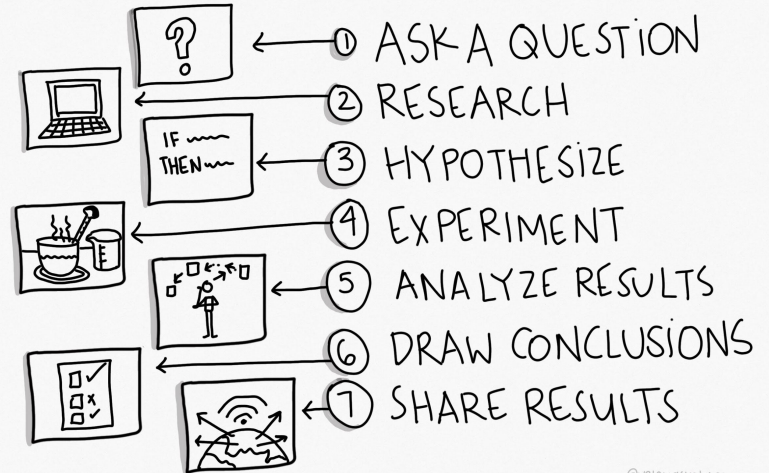 1 ASK A QUESTION
2 RESEARCH
IF
THEN
3 HYPOTHESIZE
4 EXPERIMENT
5 ANALYZE RESULTS
6 DRAW CONCLUSIONS
7 SHARE RESULTS